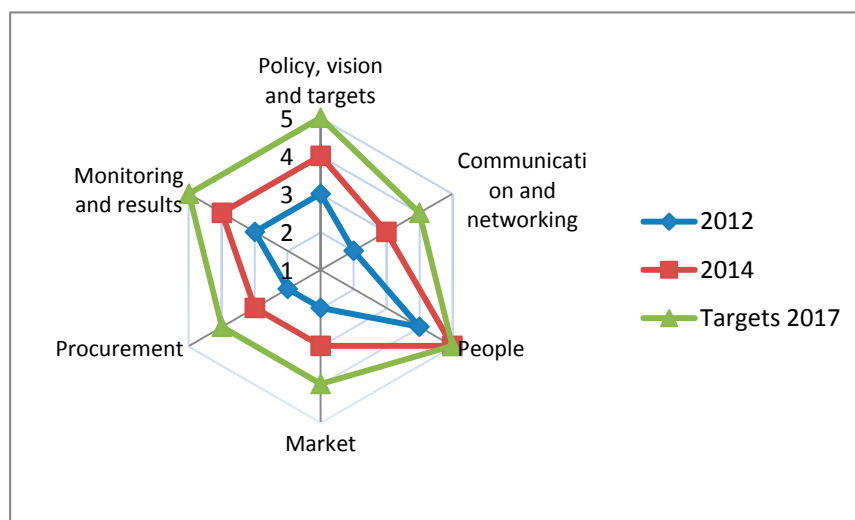 Policy, vision
and targets
5
4
3
2
1
Communicati
on and
networking
People
Market
Procurement
Monitoring
and results
2012
2014
Targets 2017